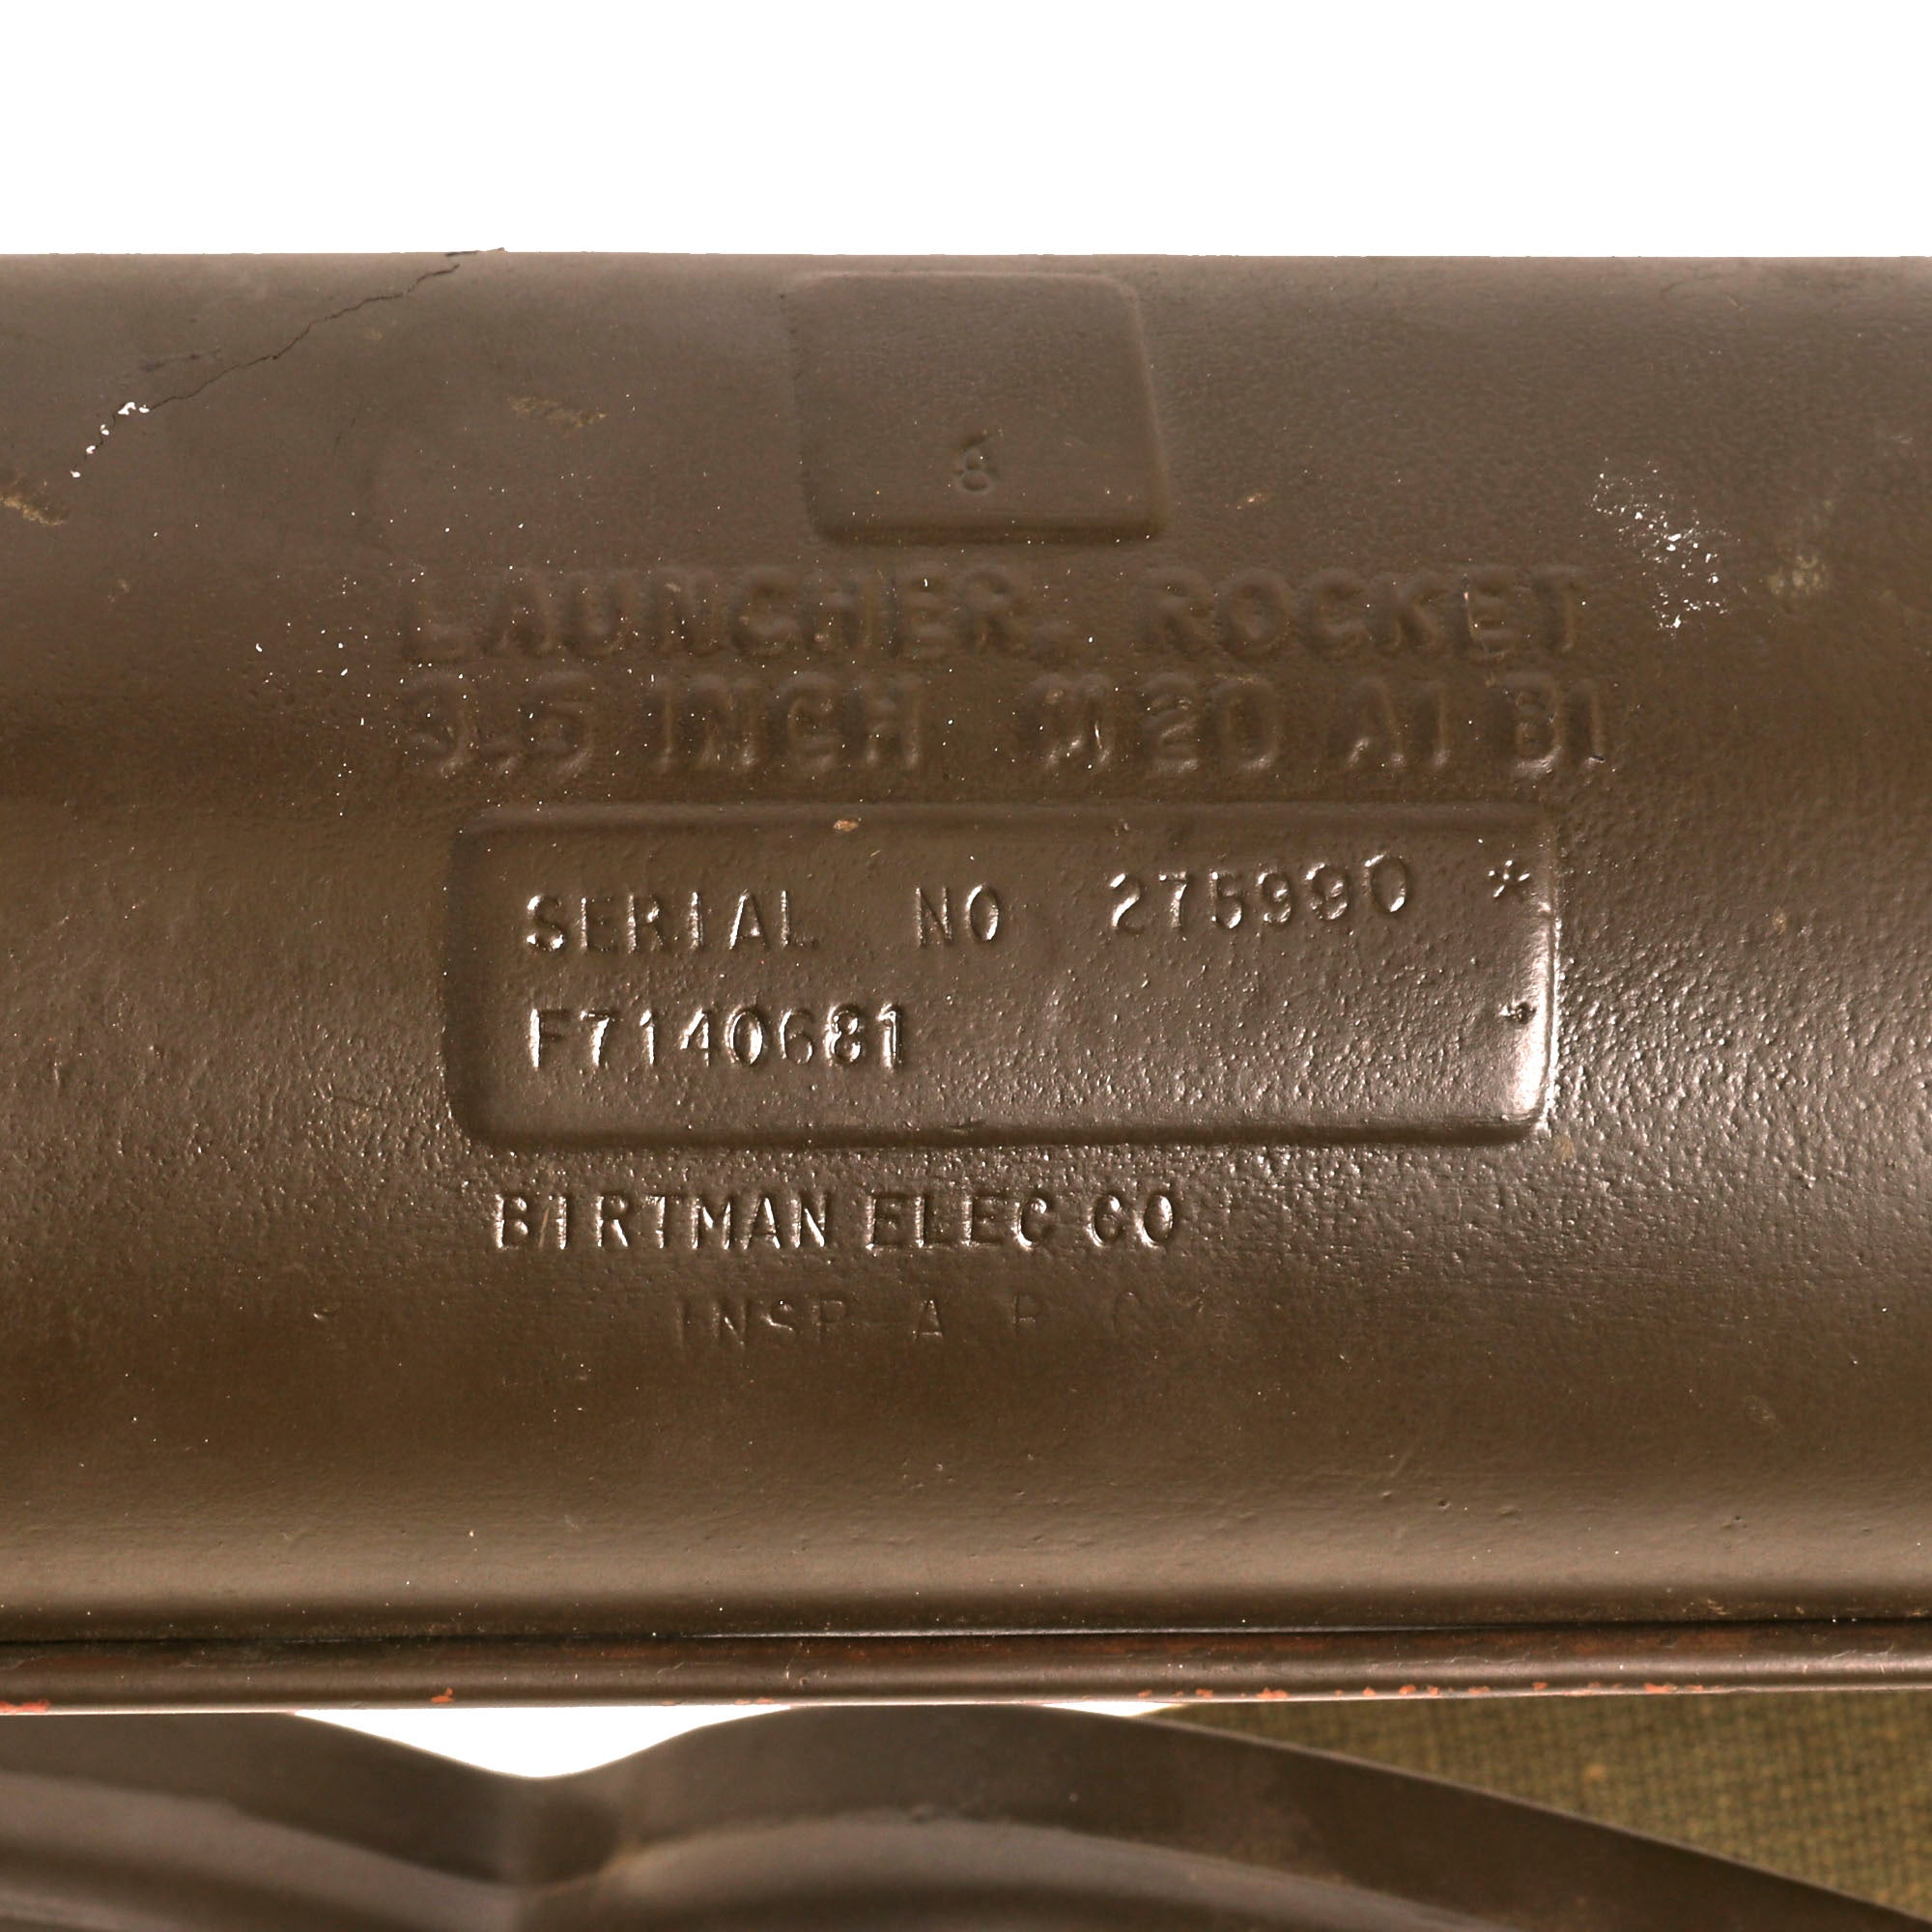 8
LAUNCHER, ROCKET
3.5 INCH M20 A1 B1
SERIAL NO 275990 *
F7140681
BIRTMAN ELEC CO
INSP A P C